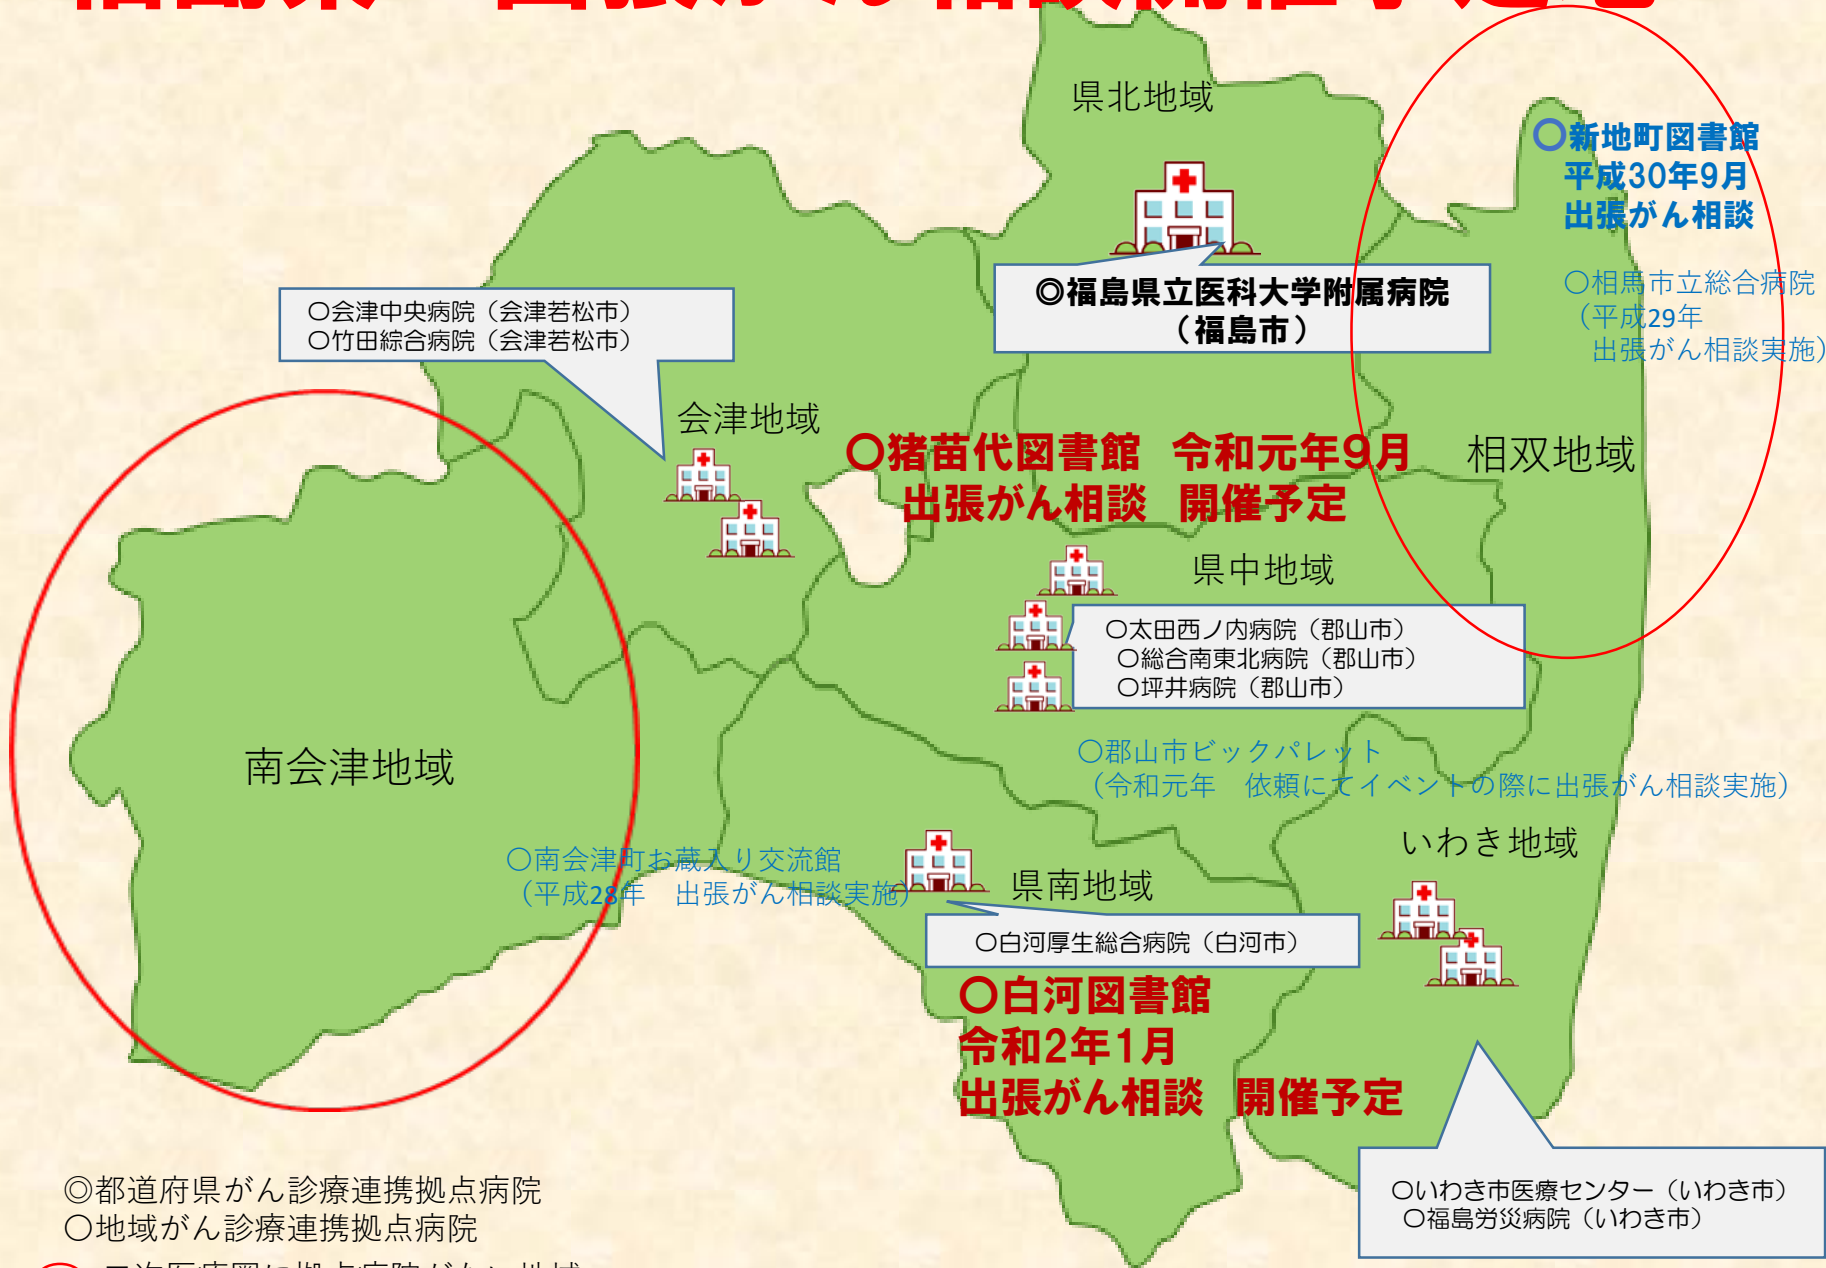 県北地域
〇新地町図書館
平成30年9月
出張がん相談
◎福島県立医科大学附属病院
（福島市）
〇相馬市立総合病院
（平成29年
出張がん相談実施）
〇会津中央病院（会津若松市）
〇竹田綜合病院（会津若松市）
会津地域
〇猪苗代図書館　令和元年9月
出張がん相談　開催予定
相双地域
県中地域
〇太田西ノ内病院（郡山市）
〇総合南東北病院（郡山市）
〇坪井病院（郡山市）
〇郡山市ビックパレット
（令和元年　依頼にてイベントの際に出張がん相談実施）
南会津地域
〇南会津町お蔵入り交流館
（平成28年　出張がん相談実施）
県南地域
いわき地域
〇白河厚生総合病院（白河市）
〇白河図書館
令和2年1月
出張がん相談　開催予定
〇いわき市医療センター（いわき市）
〇福島労災病院（いわき市）
◎都道府県がん診療連携拠点病院
〇地域がん診療連携拠点病院